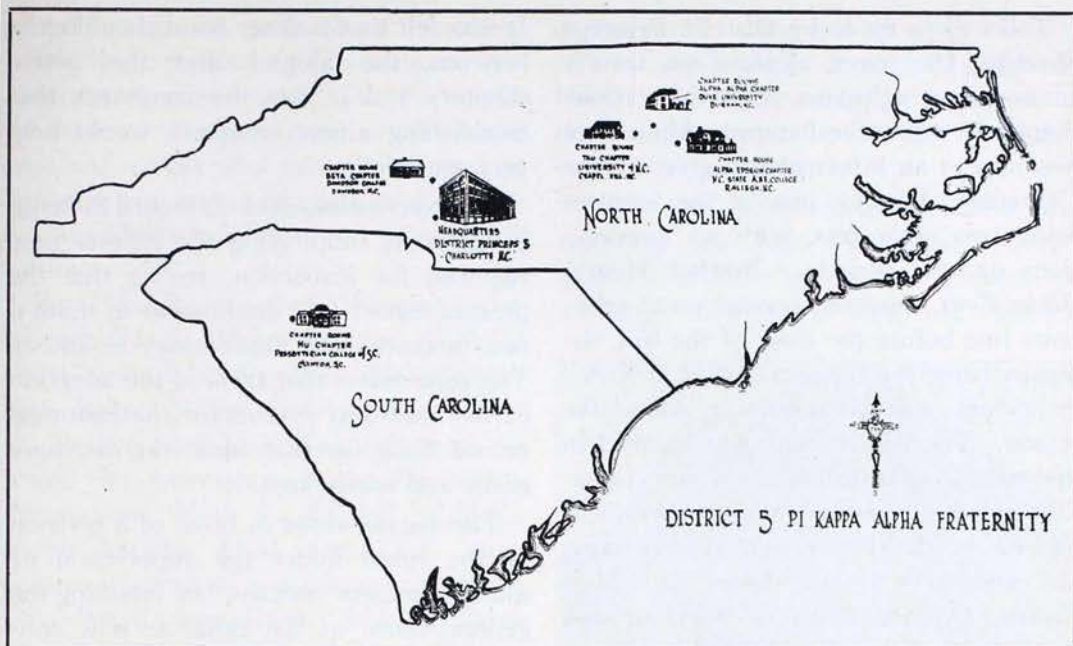 CHAPTER HOUSE
ALPHA ALPHA CHAPTER
DUKE UNIVERSITY
DURHAM, N.C.
CHAPTER HOUSE
TAU CHAPTER
UNIVERSITY of N.C.
CHAPEL HILL N.C.
CHAPTER HOUSE
ALPHA EPSILON CHAPTER
N.C. STATE A.&E. COLLEGE
RALEIGH, N.C.
CHAPTER HOUSE
BETA CHAPTER
DAVIDSON COLLEGE
DAVIDSON, N.C.
NORTH CAROLINA
HEADQUARTERS
DISTRICT PRINCEPS 5
CHARLOTTE N.C.
CHAPTER HOUSE
MU CHAPTER
PRESBYTERIAN COLLEGE of S.C.
CLINTON, S.C.
SOUTH CAROLINA
DISTRICT 5 PI KAPPA ALPHA FRATERNITY